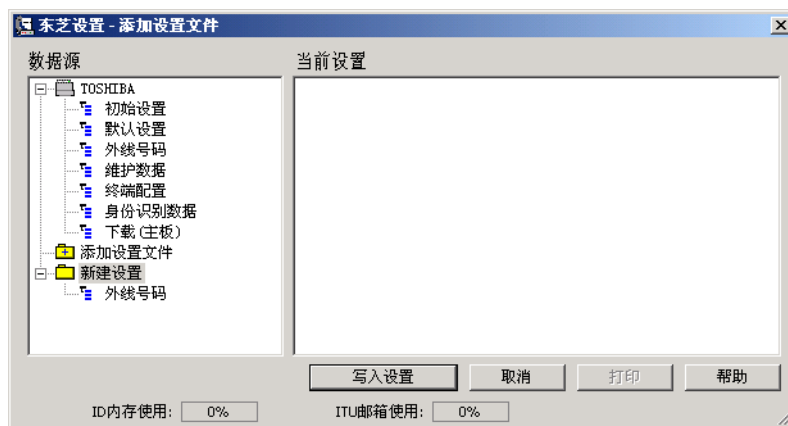 东芝设置 - 添加设置文件
数据源
当前设置
TOSHIBA
初始设置
默认设置
外线号码
维护数据
终端配置
身份识别数据
下载(主板)
添加设置文件
新建设置
外线号码
写入设置 取消 打印 帮助
ID内存使用: 0% ITU邮箱使用: 0%